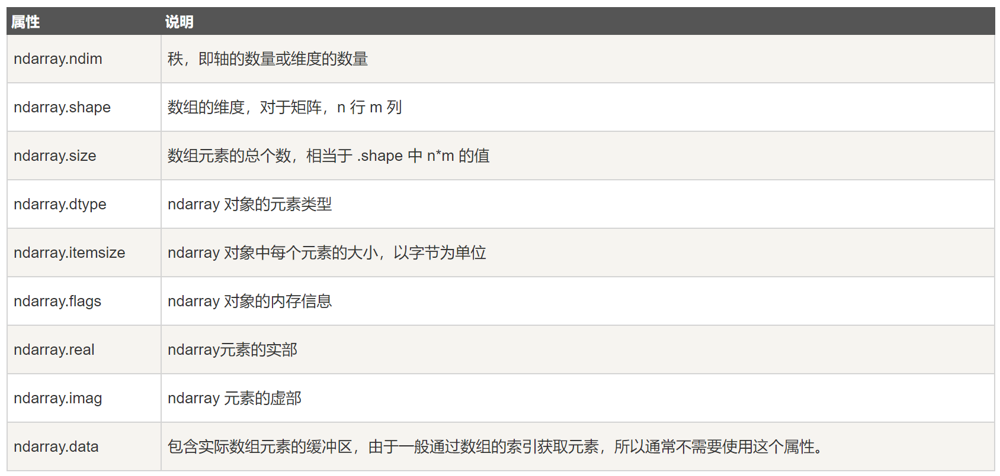 属性 说明
ndarray.ndim 秩，即轴的数量或维度的数量
ndarray.shape 数组的维度，对于矩阵，n 行 m 列
ndarray.size 数组元素的总个数，相当于 .shape 中 n*m 的值
ndarray.dtype ndarray 对象的元素类型
ndarray.itemsize ndarray 对象中每个元素的大小，以字节为单位
ndarray.flags ndarray 对象的内存信息
ndarray.real ndarray元素的实部
ndarray.imag ndarray 元素的虚部
ndarray.data 包含实际数组元素的缓冲区，由于一般通过数组的索引获取元素，所以通常不需要使用这个属性。